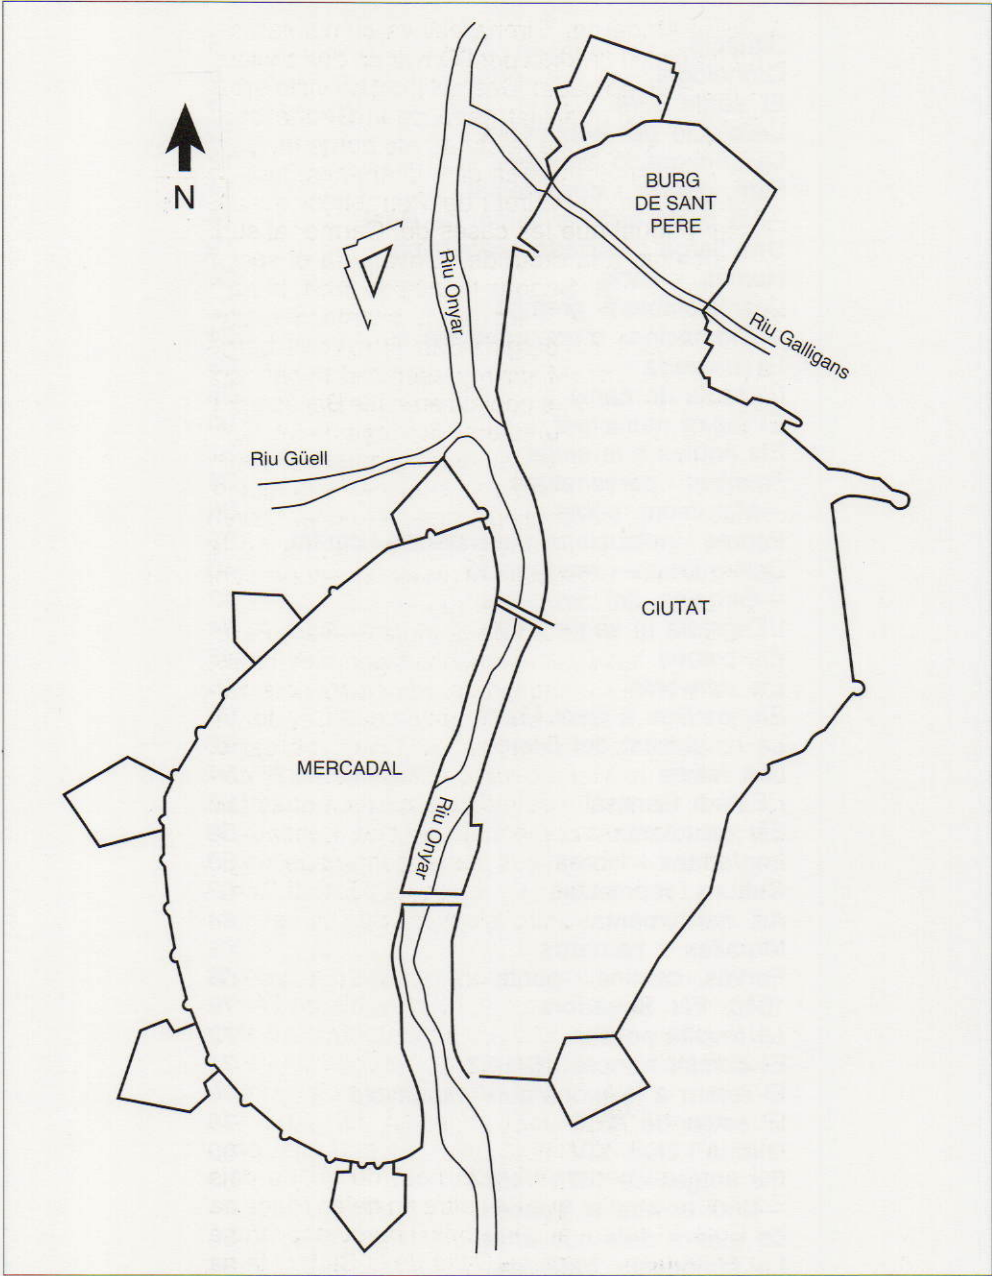 N
BURG
DE SANT
PERE
Riu Onyar
Riu Galligans
Riu Güell
CIUTAT
MERCADAL
Riu Onyar